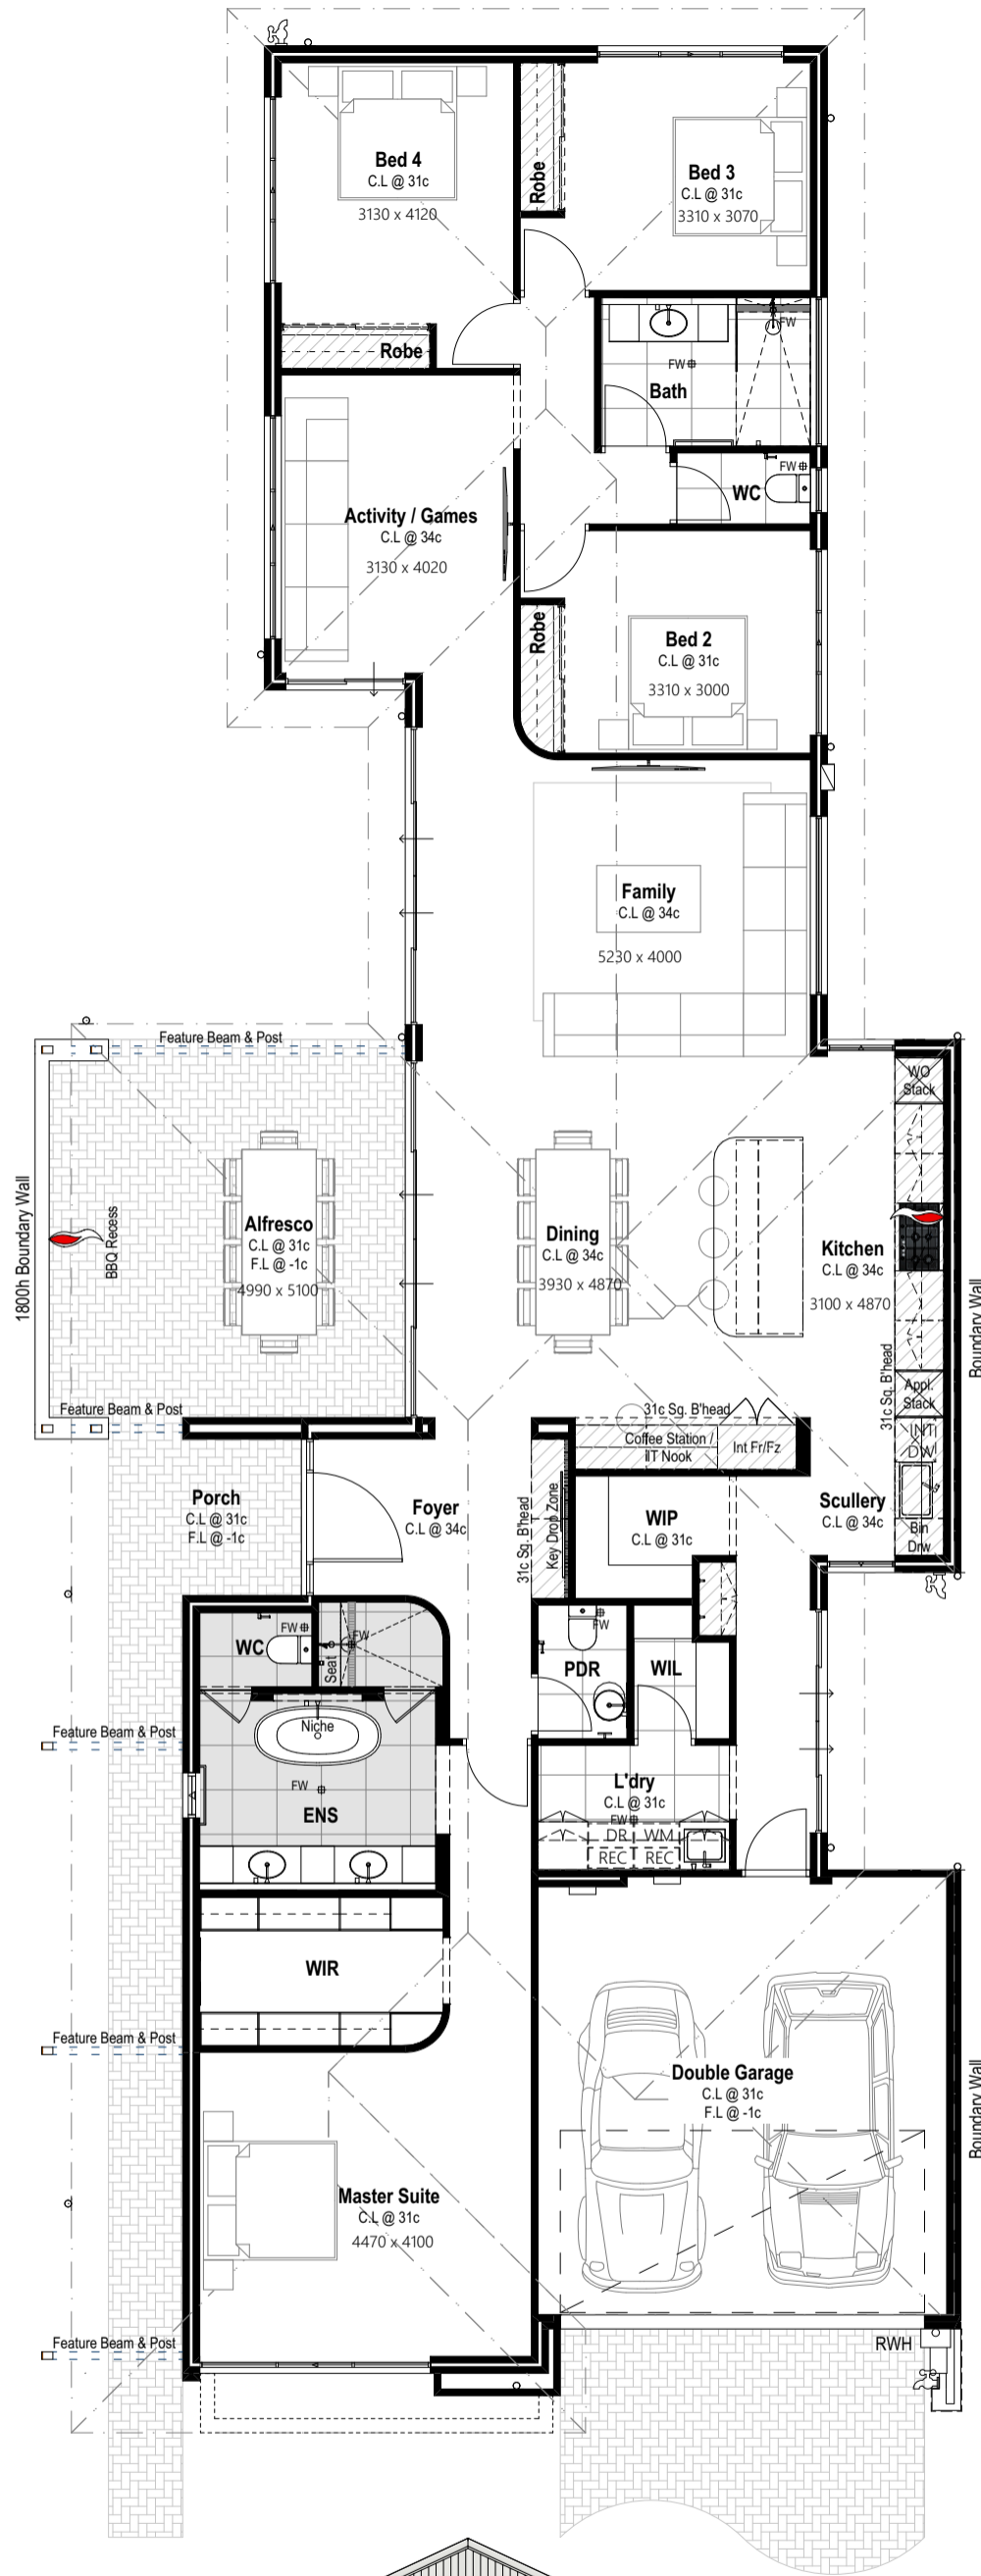 Bed 4
C.L @ 31c
3130 x 4120
Robe
Bed 3
C.L @ 31c
3310 x 3070
Robe
FW
FW
Bath
FW
WC
Activity / Games
C.L @ 34c
3130 x 4020
Robe
Bed 2
C.L @ 31c
3310 x 3000
Family
C.L @ 34c
5230 x 4000
Feature Beam & Post
WO
Stack
1800h Boundary Wall
BBQ Recess
Alfresco
C.L @ 31c
F.L @ -1c
4990 x 5100
Dining
C.L @ 34c
3930 x 4870
Kitchen
C.L @ 34c
3100 x 4870
Boundary Wall
31c Sq. B'head
Appl.
Stack
Feature Beam & Post
31c Sq. B'head
Coffee Station /
IT Nook
Int Fr/Fz
INT
DW
Porch
C.L @ 31c
F.L @ -1c
Foyer
C.L @ 34c
31c Sq. B'head
Key Drop Zone
WIP
C.L @ 31c
Scullery
C.L @ 34c
Bin
Drw
WC
FW
FW
Seat
FW
PDR
WIL
Feature Beam & Post
Niche
FW
ENS
L'dry
C.L @ 31c
FW
DR
WM
REC
REC
WIR
Feature Beam & Post
Double Garage
C.L @ 31c
F.L @ -1c
Boundary Wall
Master Suite
C.L @ 31c
4470 x 4100
Feature Beam & Post
RWH